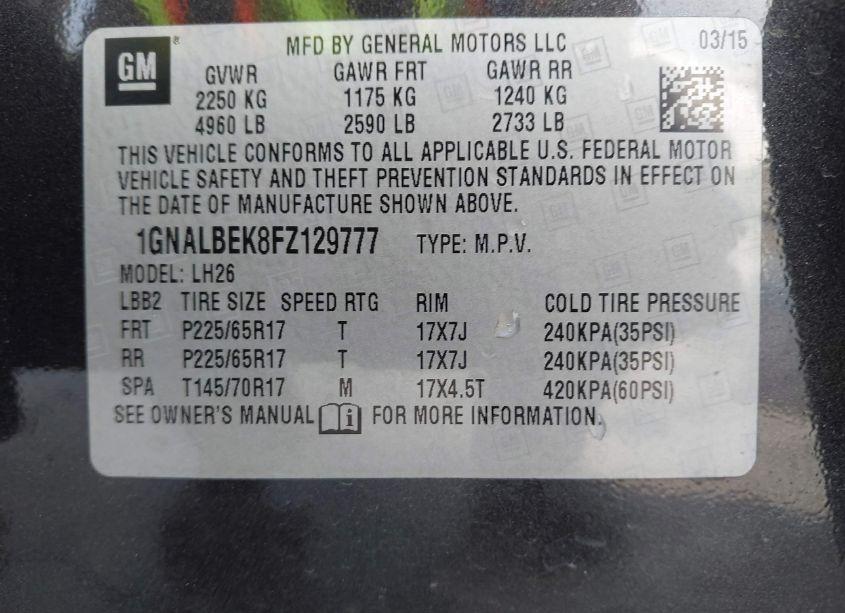 GM MFD BY GENERAL MOTORS LLC 03/15
GVWR GAWR FRT GAWR RR
2250 KG 1175 KG 1240 KG
4960 LB 2590 LB 2733 LB
THIS VEHICLE CONFORMS TO ALL APPLICABLE U.S. FEDERAL MOTOR
VEHICLE SAFETY AND THEFT PREVENTION STANDARDS IN EFFECT ON
THE DATE OF MANUFACTURE SHOWN ABOVE.
1GNALBEK8FZ129777 TYPE: M.P.V.
MODEL: LH26
LBB2 TIRE SIZE SPEED RTG RIM COLD TIRE PRESSURE
FRT P225/65R17 T 17X7J 240KPA(35PSI)
RR P225/65R17 T 17X7J 240KPA(35PSI)
SPA T145/70R17 M 17X4.5T 420KPA(60PSI)
SEE OWNER'S MANUAL FOR MORE INFORMATION.